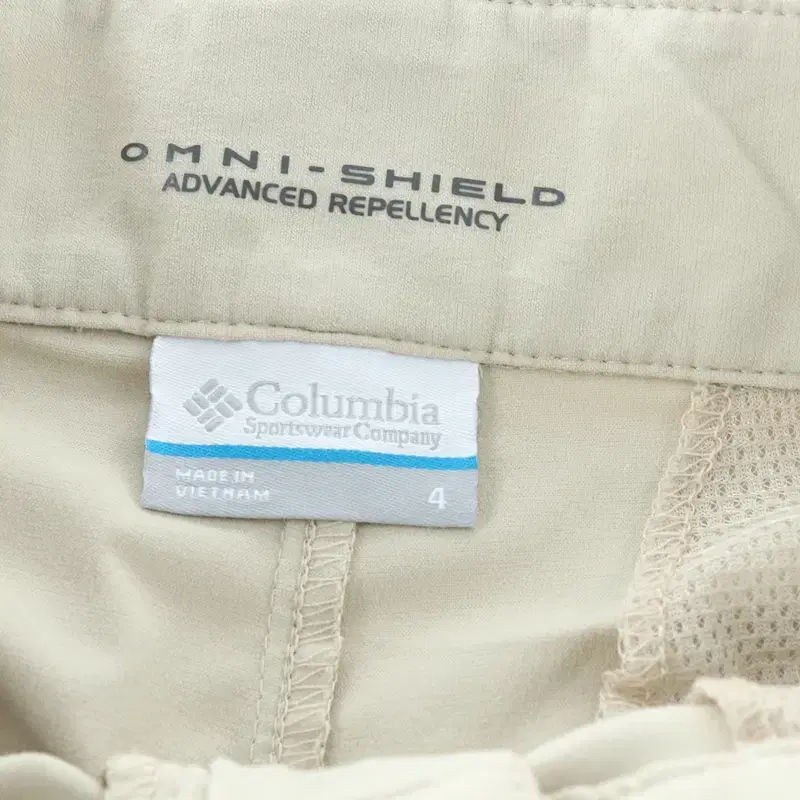 OMNI-SHIELD
ADVANCED REPELLENCY
Columbia
Sportswear Company
MADE IN
VIETNAM
4